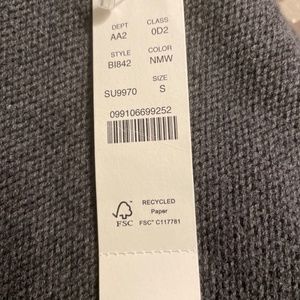 DEPT CLASS
AA2 0D2
STYLE COLOR
BI842 NMW
SIZE
SU9970 S
099106699252
RECYCLED
Paper
FSC FSC® C117781